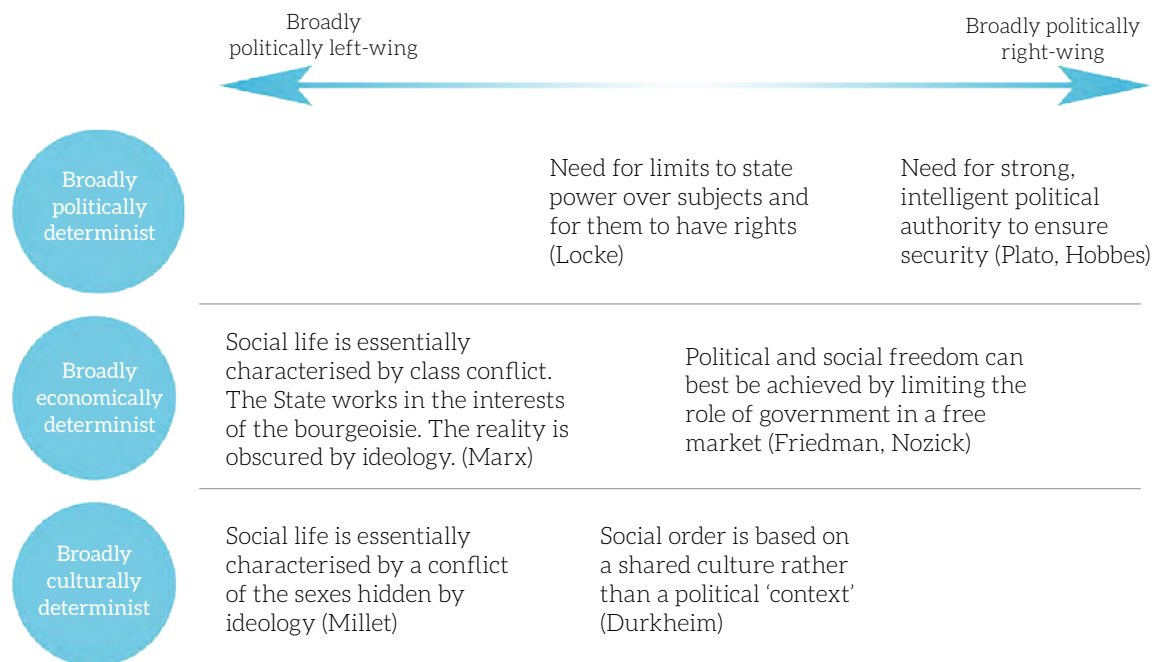 Broadly
politically left-wing
Broadly politically
right-wing
Broadly
politically
determinist
Need for limits to state
power over subjects and
for them to have rights
(Locke)
Need for strong,
intelligent political
authority to ensure
security (Plato, Hobbes)
Broadly
economically
determinist
Social life is essentially
characterised by class conflict.
The State works in the interests
of the bourgeoisie. The reality is
obscured by ideology. (Marx)
Political and social freedom can
best be achieved by limiting the
role of government in a free
market (Friedman, Nozick)
Broadly
culturally
determinist
Social life is essentially
characterised by a conflict
of the sexes hidden by
ideology (Millet)
Social order is based on
a shared culture rather
than a political ‘context’
(Durkheim)